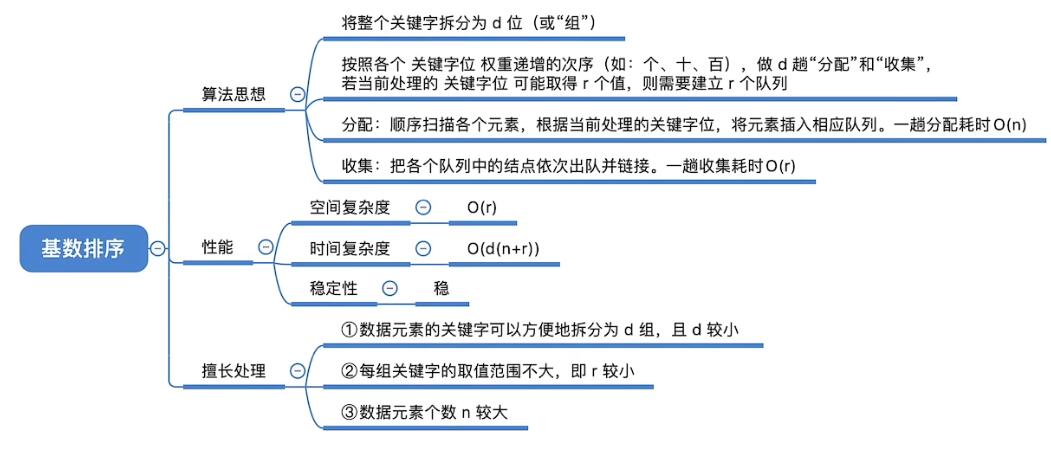 基数排序
算法思想
将整个关键字拆分为 d 位（或“组”）
按照各个 关键字位 权重递增的次序（如：个、十、百），做 d 趟“分配”和“收集”，
若当前处理的 关键字位 可能取得 r 个值，则需要建立 r 个队列
分配：顺序扫描各个元素，根据当前处理的关键字位，将元素插入相应队列。一趟分配耗时O(n)
收集：把各个队列中的结点依次出队并链接。一趟收集耗时O(r)
性能
空间复杂度
O(r)
时间复杂度
O(d(n+r))
稳定性
稳
擅长处理
①数据元素的关键字可以方便地拆分为 d 组，且 d 较小
②每组关键字的取值范围不大，即 r 较小
③数据元素个数 n 较大